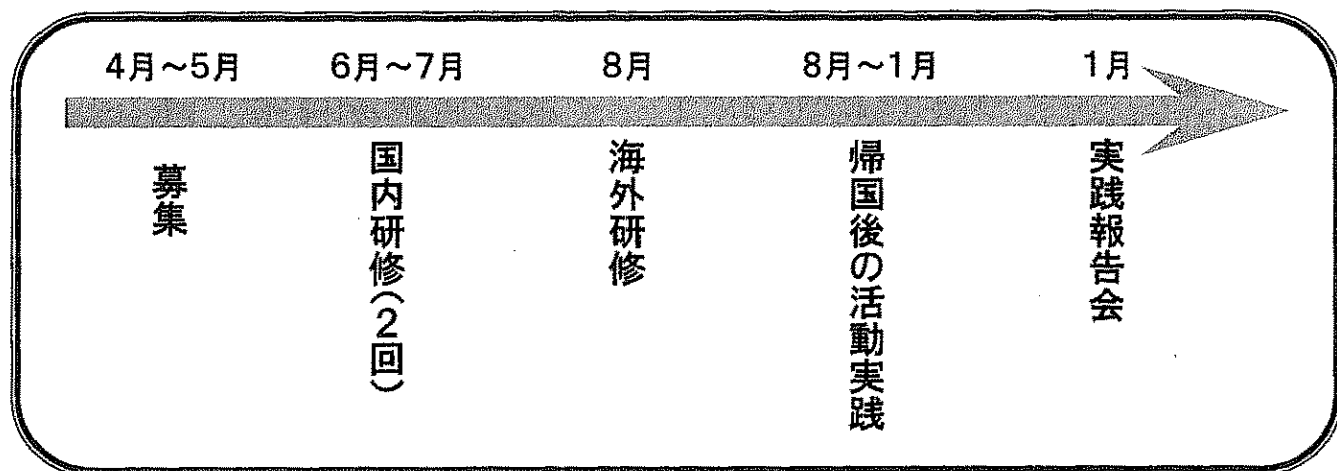 4月～5月
6月～7月
8月
8月～1月
1月
募集
国内研修(2回)
海外研修
帰国後の活動実践
実践報告会